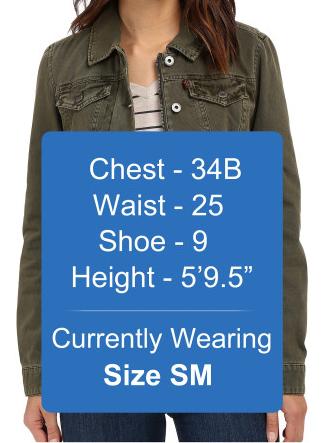 Chest - 34B
Waist - 25
Shoe - 9
Height - 5’9.5”
Currently Wearing
Size SM